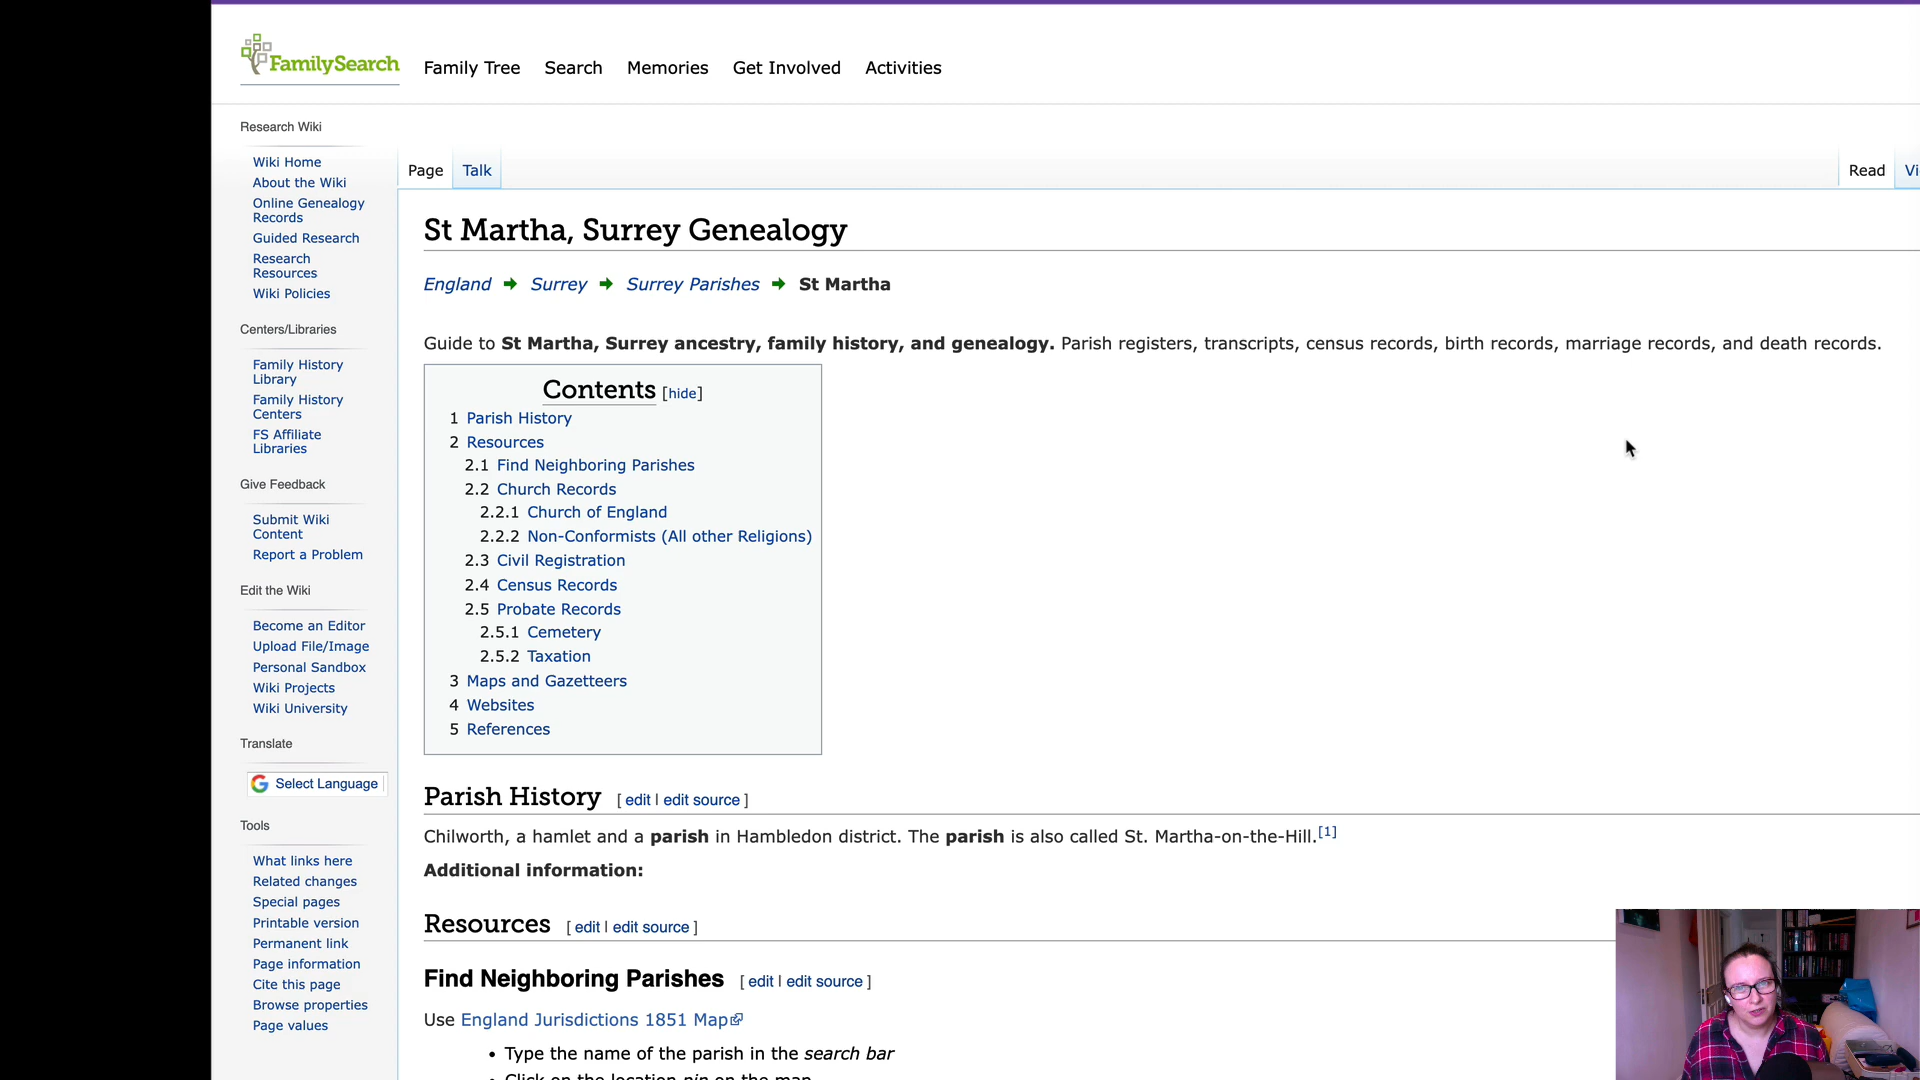 FamilySearch
Family Tree
Search
Memories
Get Involved
Activities
Research Wiki
Wiki Home
About the Wiki
Online Genealogy
Records
Guided Research
Research
Resources
Wiki Policies
Centers/Libraries
Family History
Library
Family History
Centers
FS Affiliate
Libraries
Give Feedback
Submit Wiki
Content
Report a Problem
Edit the Wiki
Become an Editor
Upload File/Image
Personal Sandbox
Wiki Projects
Wiki University
Translate
Select Language
Tools
What links here
Related changes
Special pages
Printable version
Permanent link
Page information
Cite this page
Browse properties
Page values
Page
Talk
Read
Vi
St Martha, Surrey Genealogy
England Surrey Surrey Parishes St Martha
Guide to St Martha, Surrey ancestry, family history, and genealogy. Parish registers, transcripts, census records, birth records, marriage records, and death records.
Contents [hide]
1 Parish History
2 Resources
2.1 Find Neighboring Parishes
2.2 Church Records
2.2.1 Church of England
2.2.2 Non-Conformists (All other Religions)
2.3 Civil Registration
2.4 Census Records
2.5 Probate Records
2.5.1 Cemetery
2.5.2 Taxation
3 Maps and Gazetteers
4 Websites
5 References
Parish History [ edit | edit source ]
Chilworth, a hamlet and a parish in Hambledon district. The parish is also called St. Martha-on-the-Hill.[1]
Additional information:
Resources [ edit | edit source ]
Find Neighboring Parishes [ edit | edit source ]
Use England Jurisdictions 1851 Map
• Type the name of the parish in the search bar
• Click on the location pin on the map